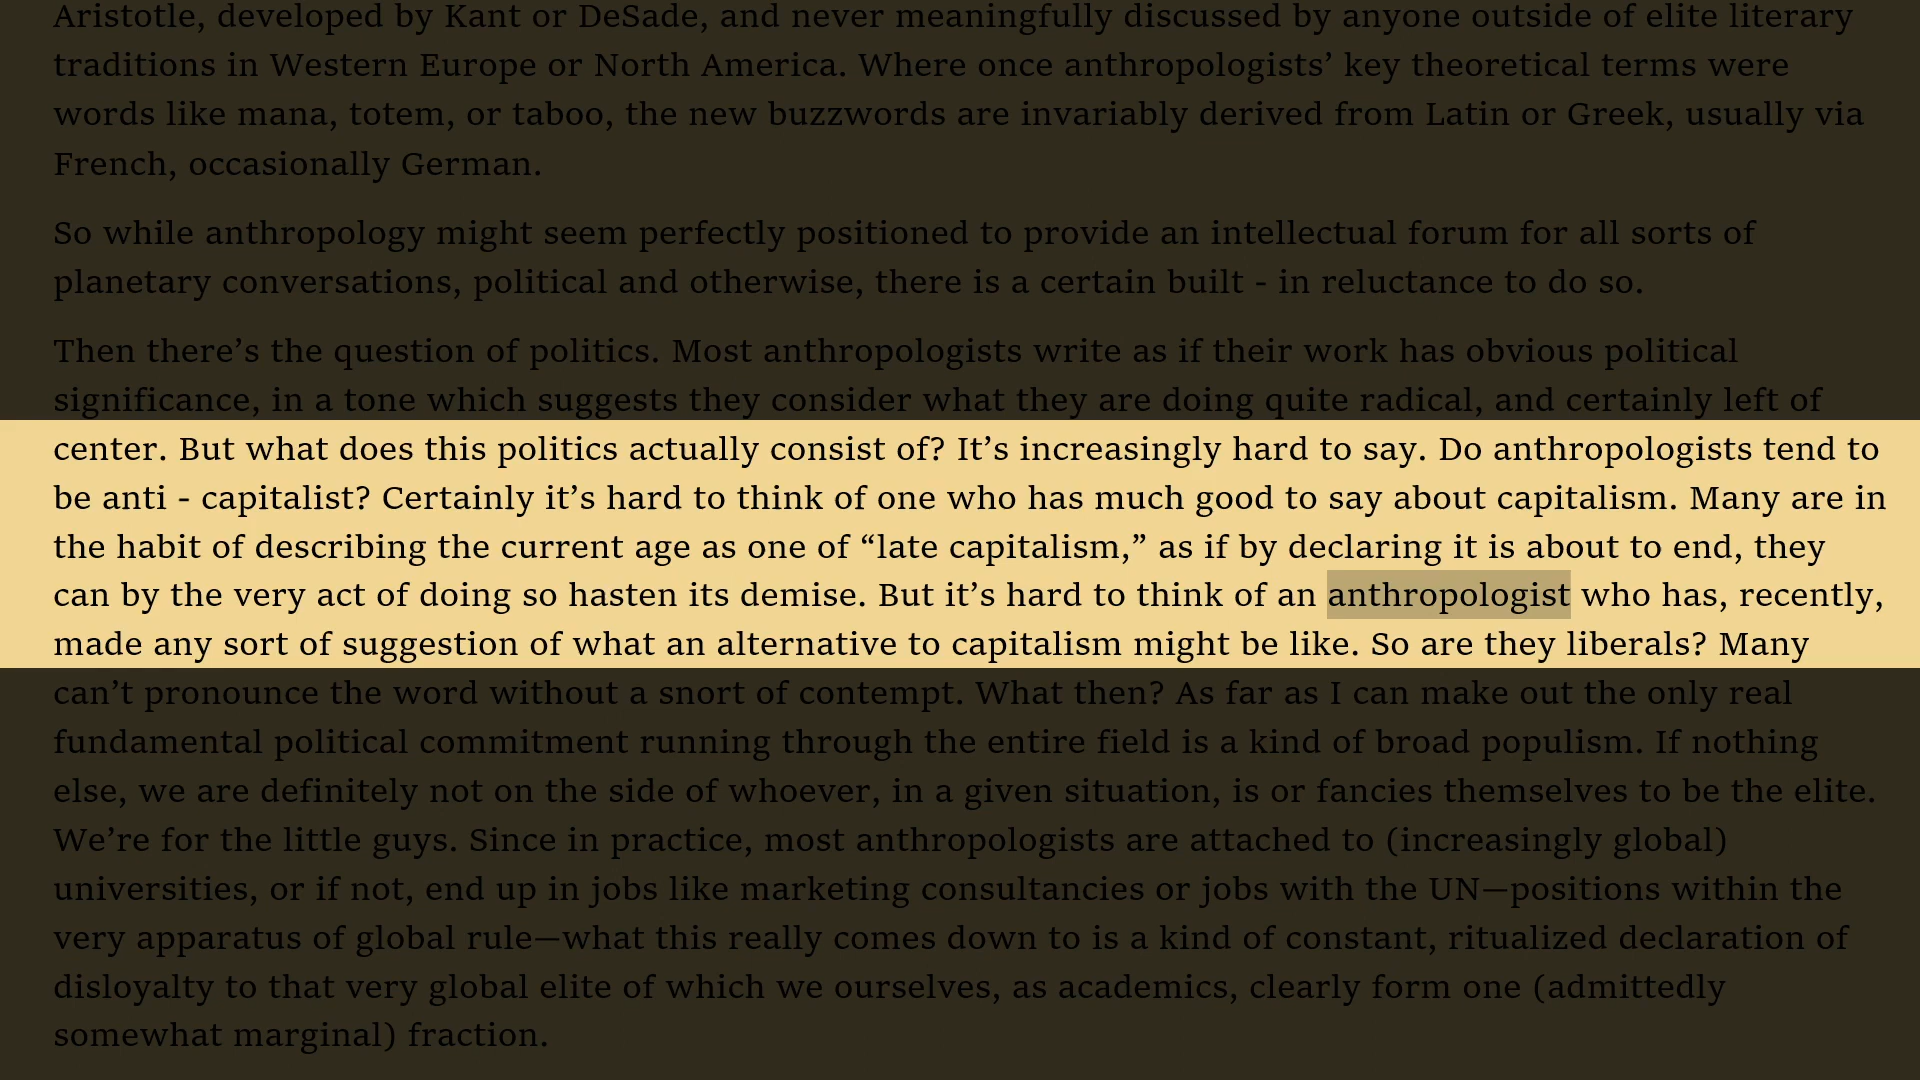 Aristotle, developed by Kant or DeSade, and never meaningfully discussed by anyone outside of elite literary
traditions in Western Europe or North America. Where once anthropologists’ key theoretical terms were
words like mana, totem, or taboo, the new buzzwords are invariably derived from Latin or Greek, usually via
French, occasionally German.
So while anthropology might seem perfectly positioned to provide an intellectual forum for all sorts of
planetary conversations, political and otherwise, there is a certain built - in reluctance to do so.
Then there’s the question of politics. Most anthropologists write as if their work has obvious political
significance, in a tone which suggests they consider what they are doing quite radical, and certainly left of
center. But what does this politics actually consist of? It’s increasingly hard to say. Do anthropologists tend to
be anti - capitalist? Certainly it’s hard to think of one who has much good to say about capitalism. Many are in
the habit of describing the current age as one of “late capitalism,” as if by declaring it is about to end, they
can by the very act of doing so hasten its demise. But it’s hard to think of an anthropologist who has, recently,
made any sort of suggestion of what an alternative to capitalism might be like. So are they liberals? Many
can’t pronounce the word without a snort of contempt. What then? As far as I can make out the only real
fundamental political commitment running through the entire field is a kind of broad populism. If nothing
else, we are definitely not on the side of whoever, in a given situation, is or fancies themselves to be the elite.
We’re for the little guys. Since in practice, most anthropologists are attached to (increasingly global)
universities, or if not, end up in jobs like marketing consultancies or jobs with the UN—positions within the
very apparatus of global rule—what this really comes down to is a kind of constant, ritualized declaration of
disloyalty to that very global elite of which we ourselves, as academics, clearly form one (admittedly
somewhat marginal) fraction.